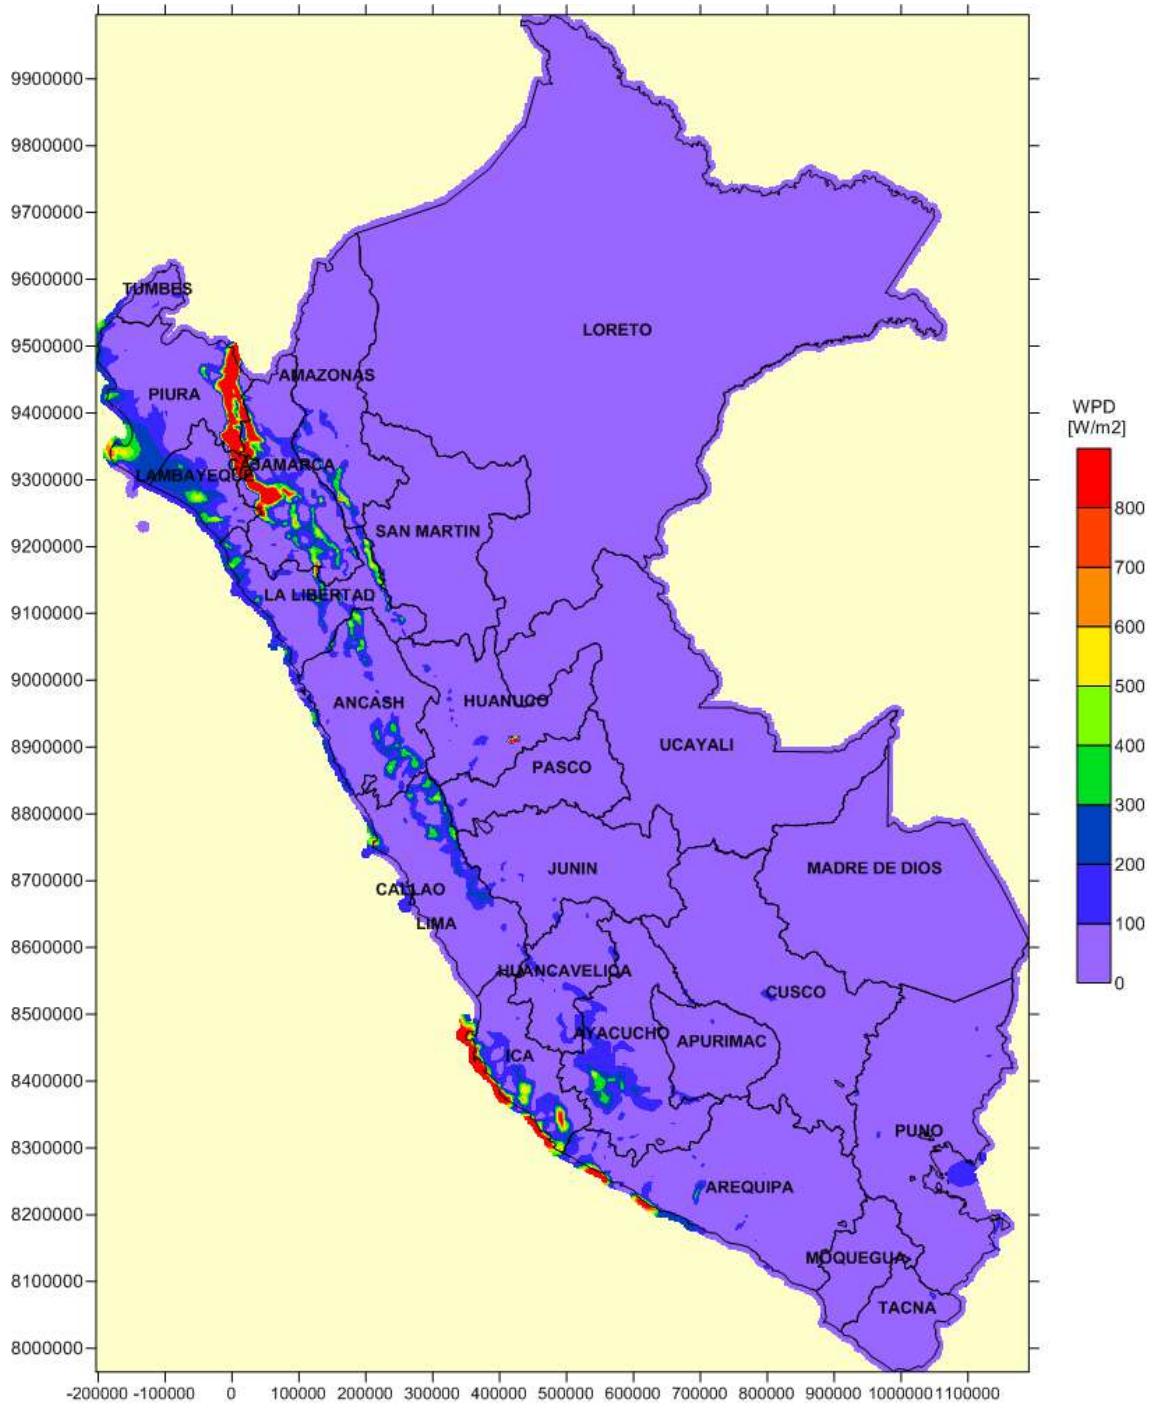 9900000
9800000
9700000
9600000
TUMBES
LORETO
9500000
AMAZONAS
PIURA
9400000
WPD
[W/m2]
CAJAMARCA
LAMBAYEQUE
9300000
800
SAN MARTIN
9200000
700
LA LIBERTAD
9100000
600
9000000
500
ANCASH
HUANUCO
8900000
UCAYALI
400
PASCO
8800000
300
JUNIN
MADRE DE DIOS
200
8700000
CALLAO
LIMA
100
8600000
HUANCAVELICA
0
CUSCO
8500000
AYACUCHO
APURIMAC
ICA
8400000
PUNO
8300000
AREQUIPA
8200000
MOQUEGUA
8100000
TACNA
8000000
-200000 -100000 0 100000 200000 300000 400000 500000 600000 700000 800000 900000 1000000 1100000